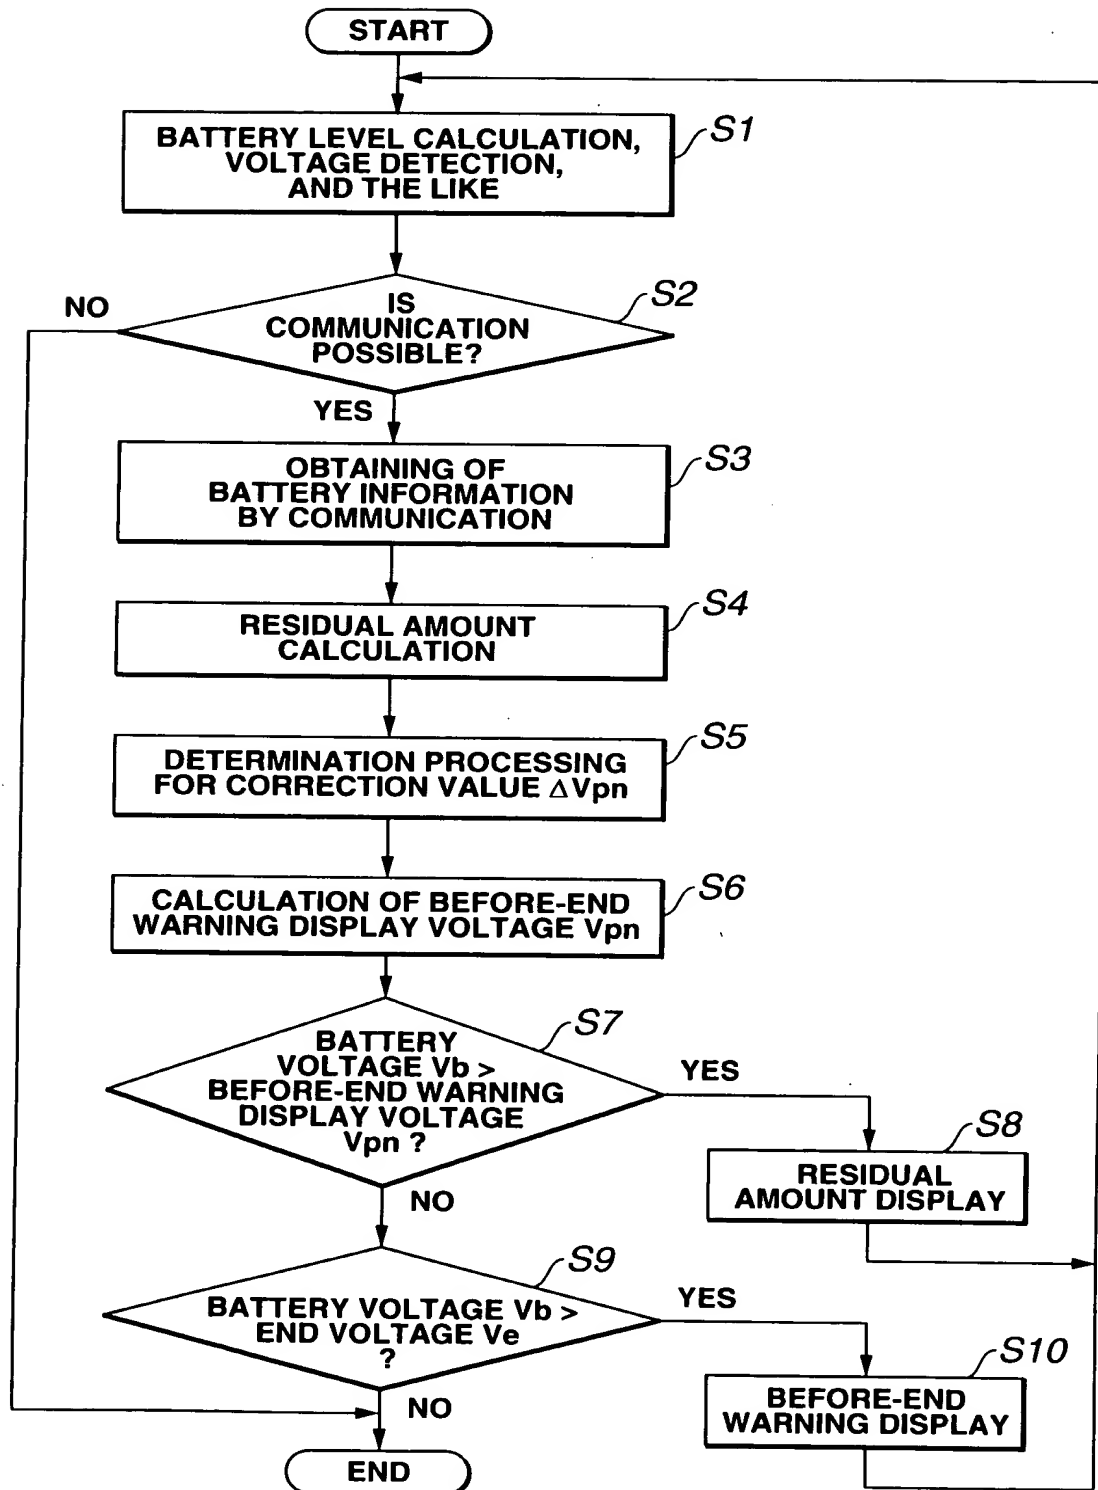 START
BATTERY LEVEL CALCULATION,
VOLTAGE DETECTION,
AND THE LIKE
S1
IS
COMMUNICATION
POSSIBLE?
S2
NO
YES
OBTAINING OF
BATTERY INFORMATION
BY COMMUNICATION
S3
RESIDUAL AMOUNT
CALCULATION
S4
DETERMINATION PROCESSING
FOR CORRECTION VALUE ΔVpn
S5
CALCULATION OF BEFORE-END
WARNING DISPLAY VOLTAGE Vpn
S6
BATTERY
VOLTAGE Vb >
BEFORE-END WARNING
DISPLAY VOLTAGE
Vpn ?
S7
YES
NO
RESIDUAL
AMOUNT DISPLAY
S8
BATTERY VOLTAGE Vb >
END VOLTAGE Ve
?
S9
YES
NO
BEFORE-END
WARNING DISPLAY
S10
END